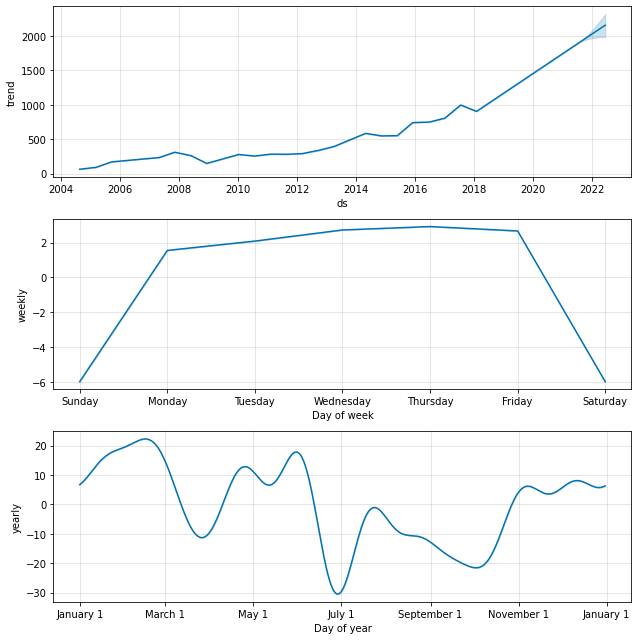 2000
1500
1000
500
0
trend
2004 2006 2008 2010 2012 2014 2016 2018 2020 2022
ds
2
0
−2
−4
−6
weekly
Sunday Monday Tuesday Wednesday Thursday Friday Saturday
Day of week
20
10
0
−10
−20
−30
yearly
January 1 March 1 May 1 July 1 September 1 November 1 January 1
Day of year